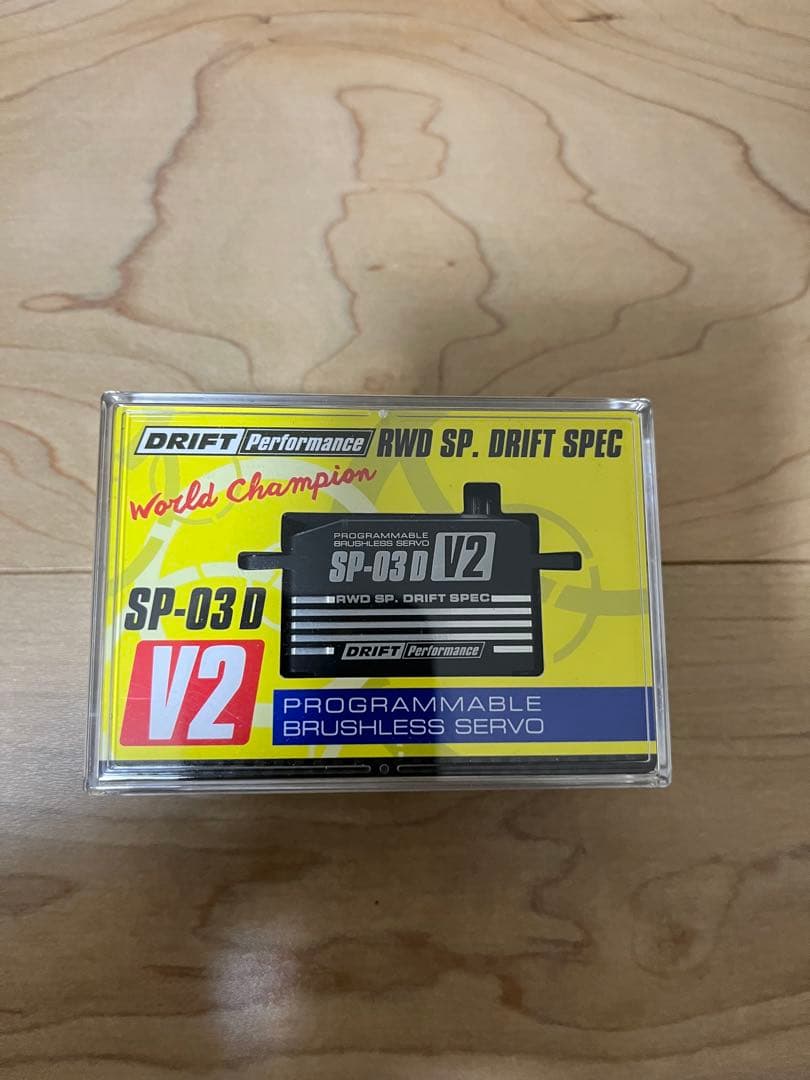 DRIFT Performance RWD SP. DRIFT SPEC
World Champion
PROGRAMMABLE
BRUSHLESS SERVO
SP-03D V2
RWD SP. DRIFT SPEC
DRIFT Performance
SP-03D
V2
PROGRAMMABLE
BRUSHLESS SERVO